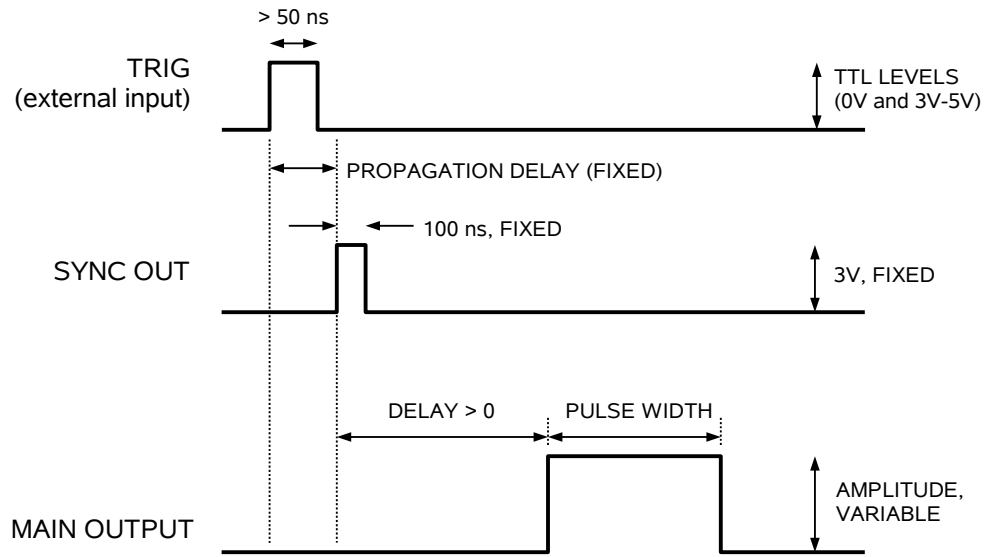 > 50 ns
TRIG
(external input)
TTL LEVELS
(0V and 3V-5V)
PROPAGATION DELAY (FIXED)
100 ns, FIXED
SYNC OUT
3V, FIXED
DELAY > 0
PULSE WIDTH
AMPLITUDE,
VARIABLE
MAIN OUTPUT